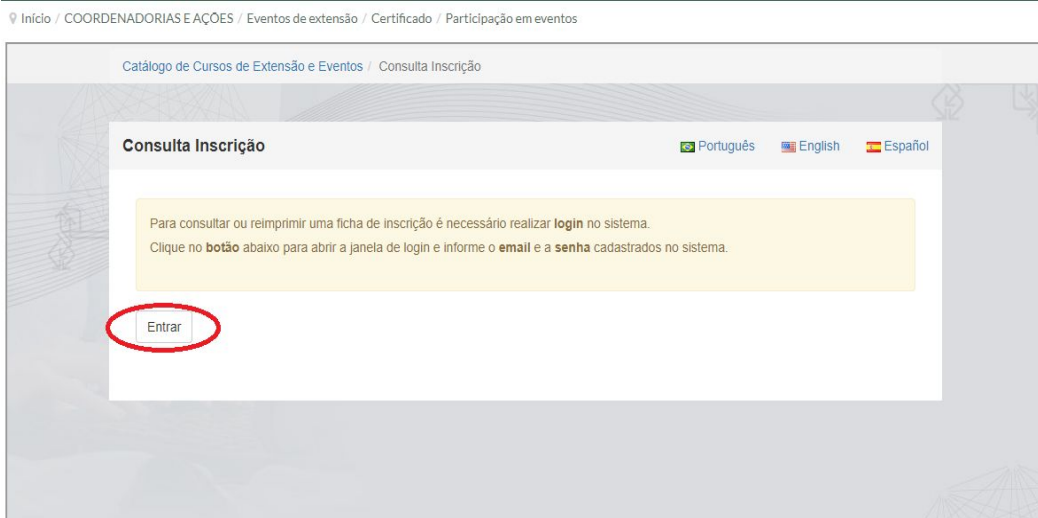 Início / COORDENADORIAS E AÇÕES / Eventos de extensão / Certificado / Participação em eventos
Catálogo de Cursos de Extensão e Eventos / Consulta Inscrição
Consulta Inscrição Português English Español
Para consultar ou reimprimir uma ficha de inscrição é necessário realizar login no sistema.
Clique no botão abaixo para abrir a janela de login e informe o email e a senha cadastrados no sistema.
Entrar